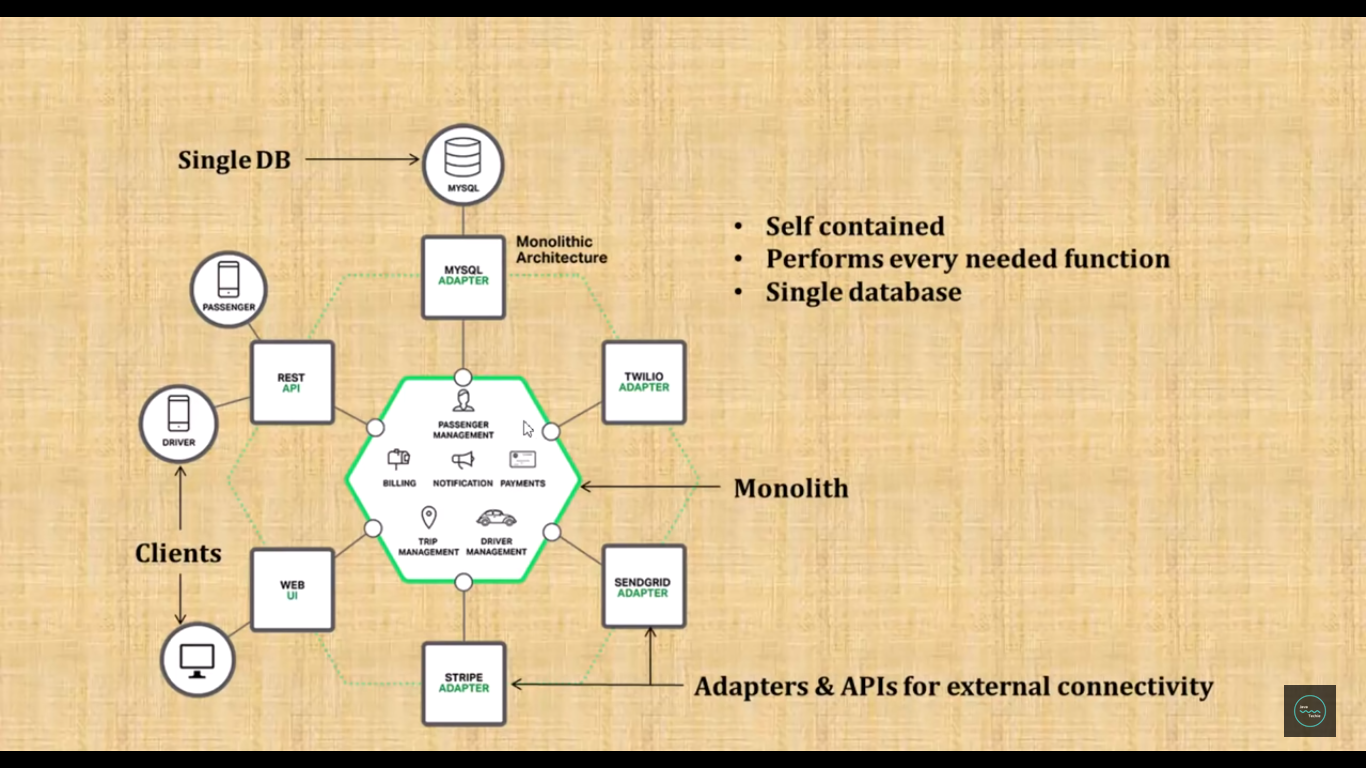 Single DB
MYSQL
Monolithic
Architecture
MYSQL
ADAPTER
• Self contained
• Performs every needed function
• Single database
PASSENGER
REST
API
TWILIO
ADAPTER
DRIVER
PASSENGER
MANAGEMENT
BILLING
NOTIFICATION
PAYMENTS
TRIP
MANAGEMENT
DRIVER
MANAGEMENT
Monolith
Clients
WEB
UI
SENDGRID
ADAPTER
STRIPE
ADAPTER
Adapters & APIs for external connectivity
Java
Techie